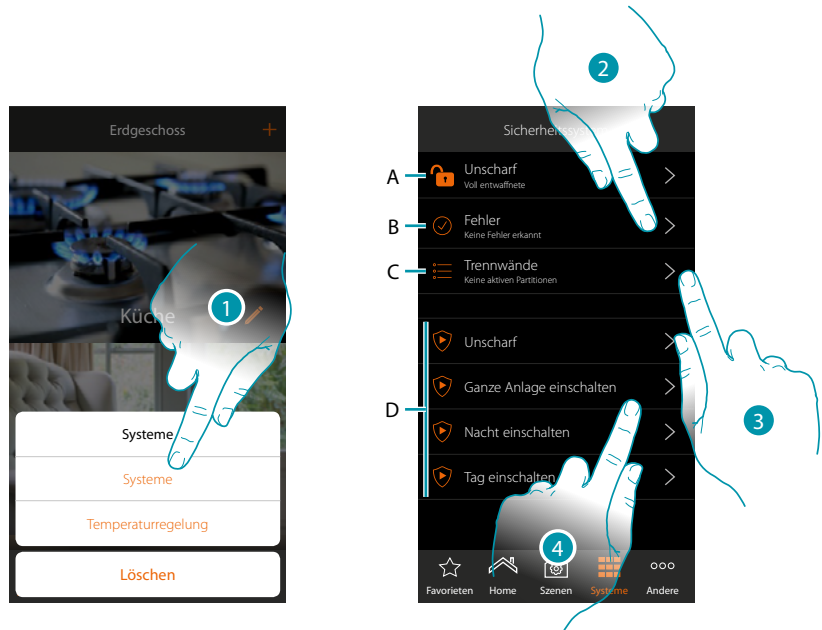 Erdgeschoss
Küche
1
Systeme
Systeme
Temperaturregelung
Löschen
2
Sicherheitssystem
A
Unscharf
Voll entwaffnete
B
Fehler
Keine Fehler erkannt
C
Trennwände
Keine aktiven Partitionen
D
Unscharf
Ganze Anlage einschalten
Nacht einschalten
Tag einschalten
3
4
Favoriten
Home
Szenen
Systeme
Andere